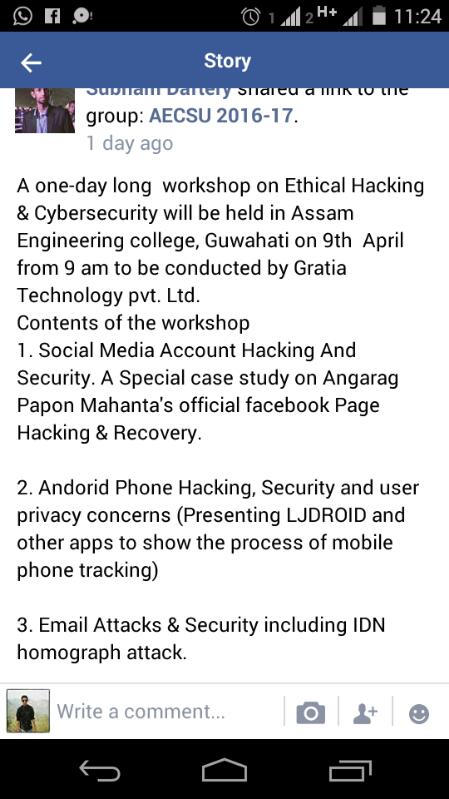 1 2 H+ 11:24
Story
Subham Dartely shared a link to the
group: AECSU 2016-17.
1 day ago
A one-day long workshop on Ethical Hacking
& Cybersecurity will be held in Assam
Engineering college, Guwahati on 9th April
from 9 am to be conducted by Gratia
Technology pvt. Ltd.
Contents of the workshop
1. Social Media Account Hacking And
Security. A Special case study on Angarag
Papon Mahanta's official facebook Page
Hacking & Recovery.
2. Andorid Phone Hacking, Security and user
privacy concerns (Presenting LJDROID and
other apps to show the process of mobile
phone tracking)
3. Email Attacks & Security including IDN
homograph attack.
Write a comment...